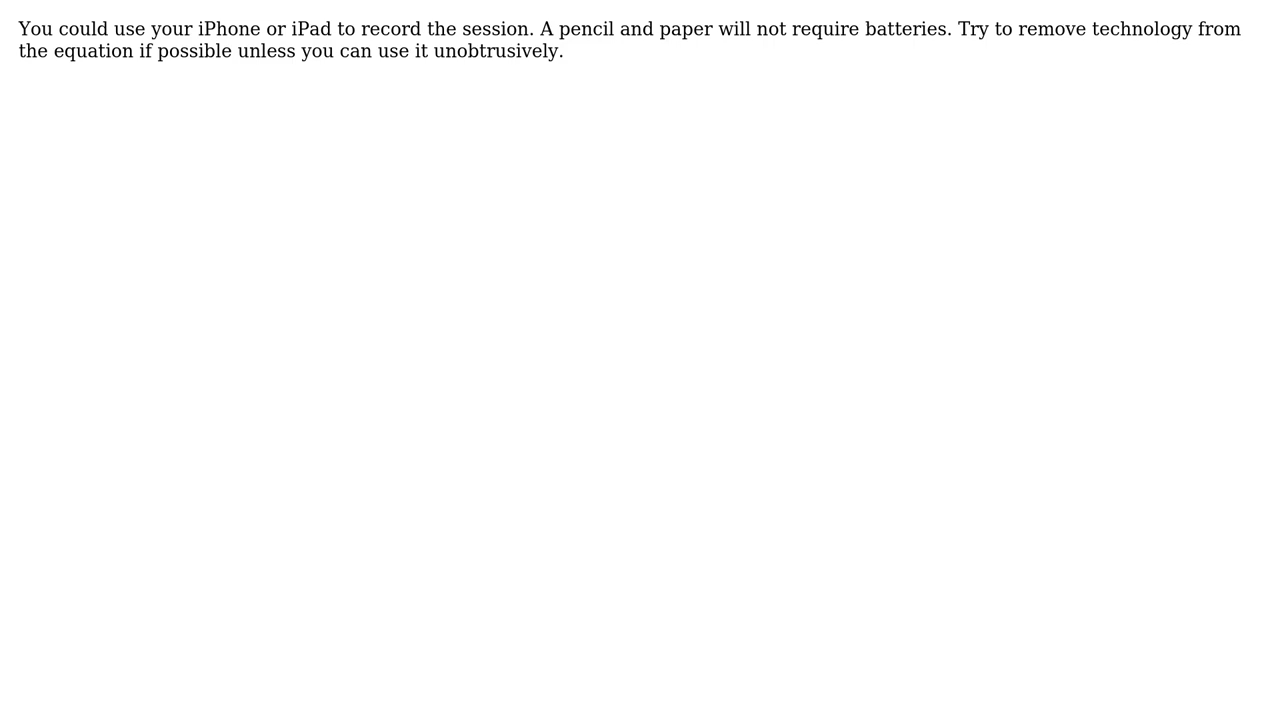 You could use your iPhone or iPad to record the session. A pencil and paper will not require batteries. Try to remove technology from
the equation if possible unless you can use it unobtrusively.